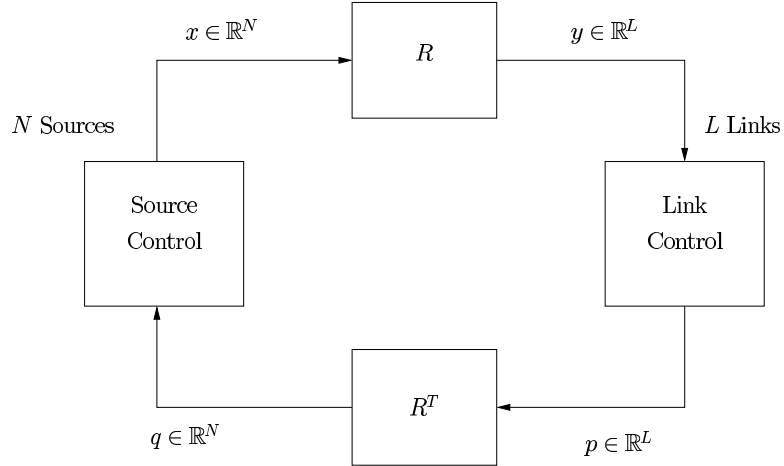 x ∈ ℝ^N
R
y ∈ ℝ^L
N Sources
L Links
Source
Control
Link
Control
R^T
q ∈ ℝ^N
p ∈ ℝ^L